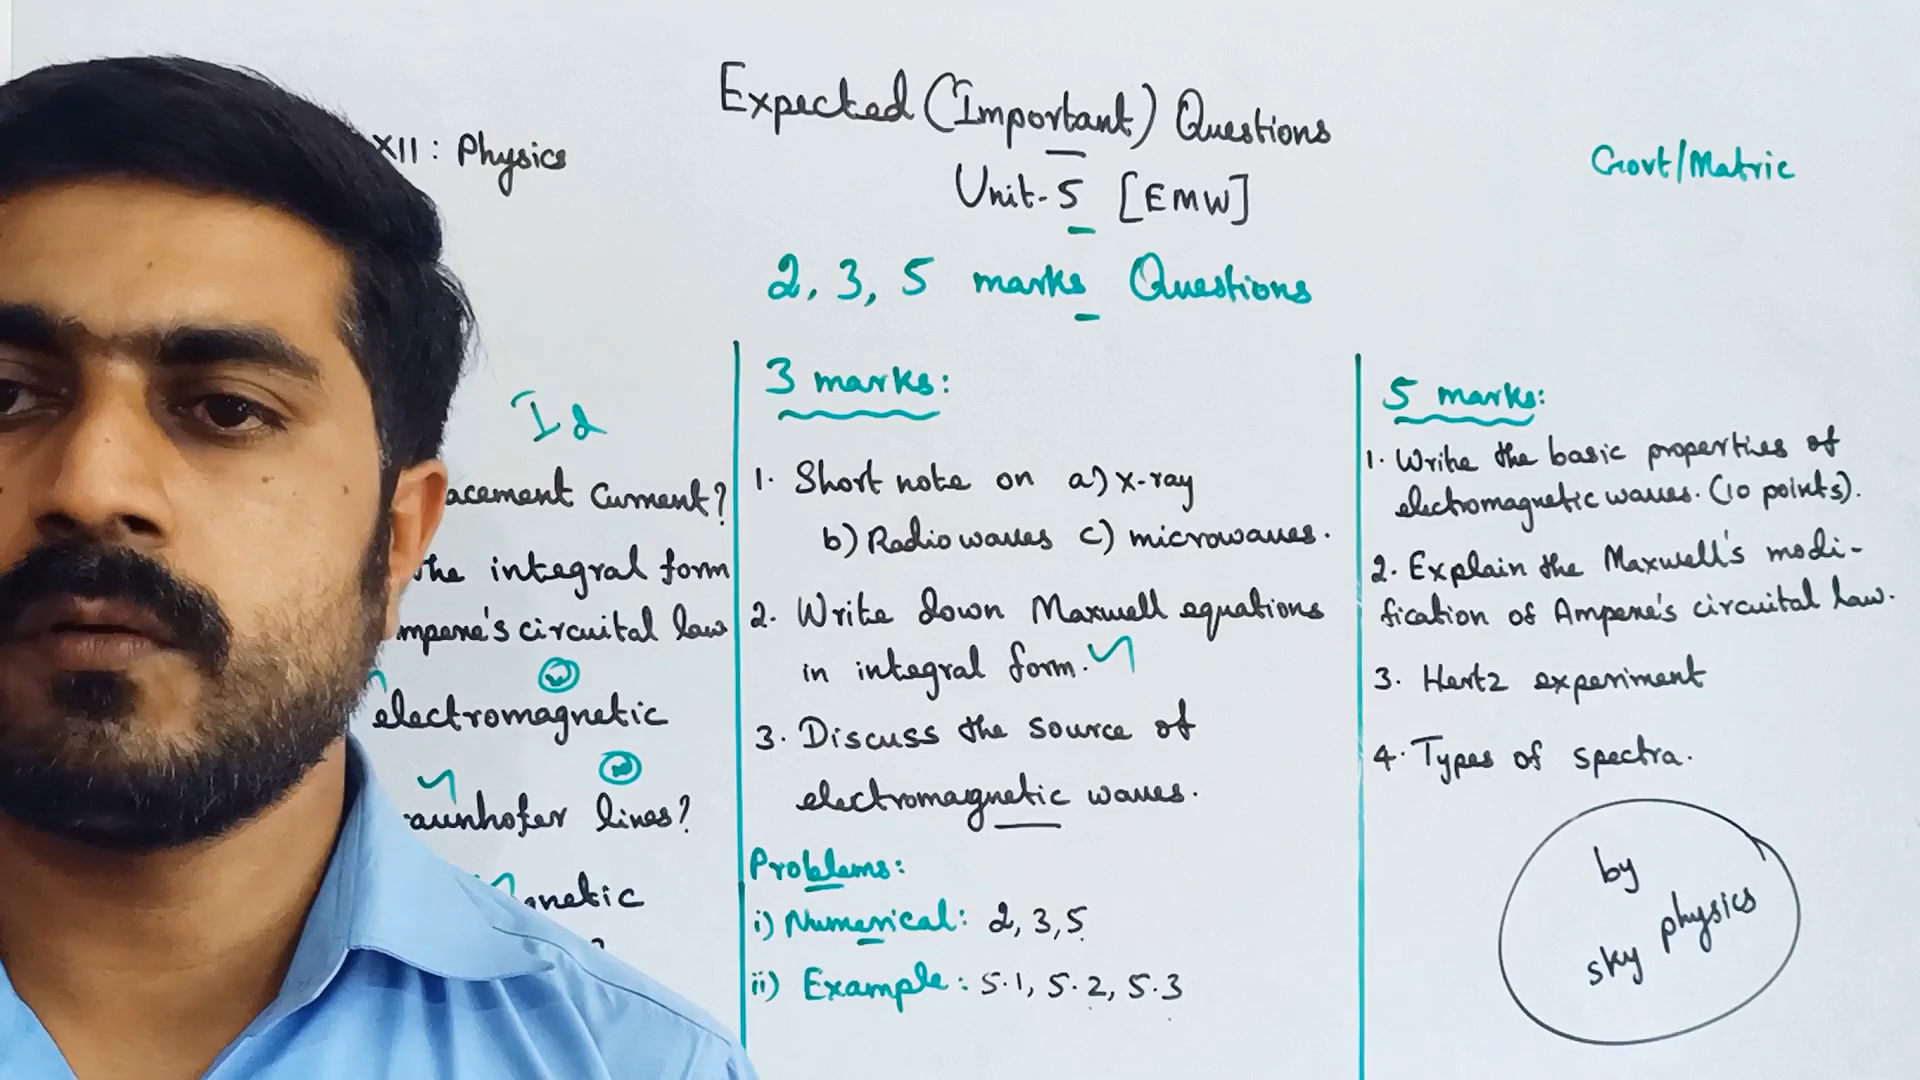 Expected (Important) Questions
XII : Physics
Govt/Matric
Unit-5 [EMW]
2, 3, 5 marks Questions
Id
acement Current?
the integral form
mpere's circuital law
electromagnetic
aunhofer lines?
gnetic
?
3 marks:
1. Short note on a) x-ray
b) Radio waves c) microwaves.
2. Write down Maxwell equations
in integral form.
3. Discuss the source of
electromagnetic waves.
Problems:
i) Numerical: 2, 3, 5
ii) Example: 5.1, 5.2, 5.3
5 marks:
1. Write the basic properties of
electromagnetic waves. (10 points).
2. Explain the Maxwell's modi-
fication of Ampere's circuital law.
3. Hertz experiment
4. Types of spectra.
by
sky physics